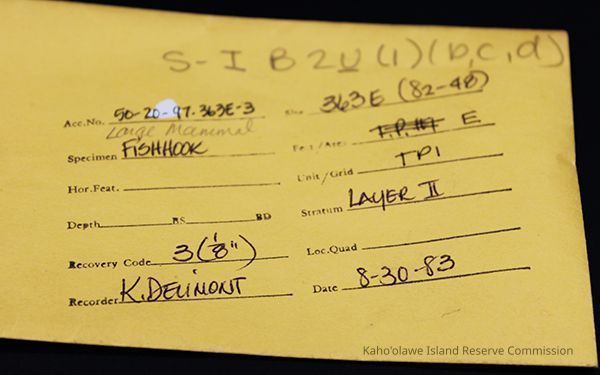 S-I B2U(1)(b,c,d)
Acc.No. 50-20-97-363E-3 Site 363E (82-48)
Large Mammal
Specimen FISHHOOK Fea/Area T.P.#7 E
Hor.Feat. Unit/Grid TP1
Depth BS BD Stratum LAYER II
Recovery Code 3 (1/8") Loc.Quad
Recorder K.DELIMONT Date 8-30-83
Kaho'olawe Island Reserve Commission